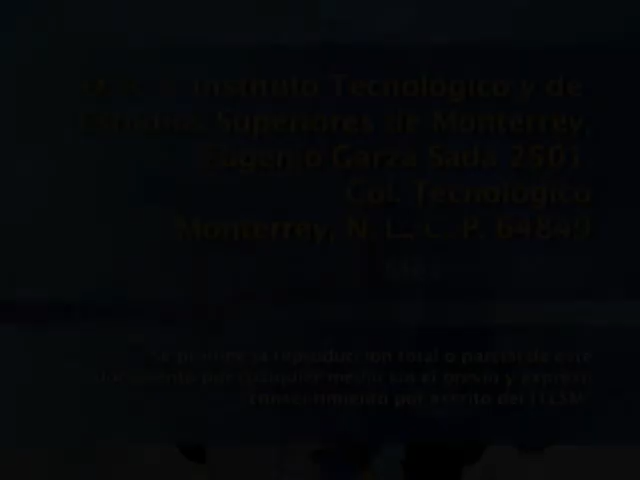 Instituto Tecnológico y de
Estudios Superiores de Monterrey,
Eugenio Garza Sada 2501,
Col. Tecnológico
Monterrey, N. L. C. P. 64849
Se permite la reproducción total o parcial de este
documento por cualquier medio sin el previo y expreso
consentimiento por escrito del ITESM